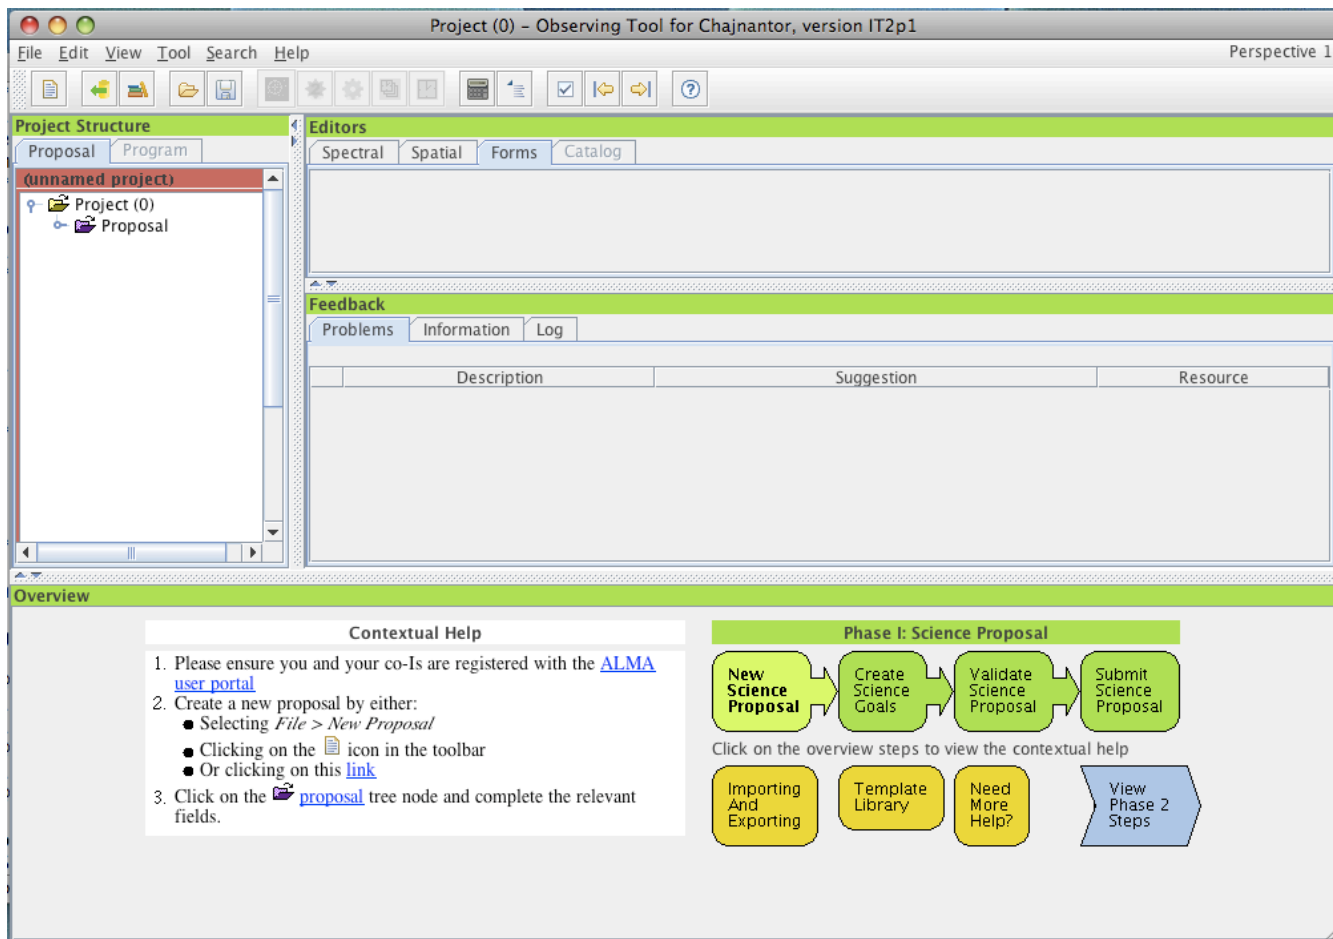 Project (0) – Observing Tool for Chajnantor, version IT2p1
File Edit View Tool Search Help
Perspective 1
Project Structure
Proposal Program
(unnamed project)
Project (0)
Proposal
Editors
Spectral Spatial Forms Catalog
Feedback
Problems Information Log
Description Suggestion Resource
Overview
Contextual Help
1. Please ensure you and your co-Is are registered with the ALMA
user portal
2. Create a new proposal by either:
● Selecting File > New Proposal
● Clicking on the icon in the toolbar
● Or clicking on this link
3. Click on the proposal tree node and complete the relevant
fields.
Phase I: Science Proposal
New
Science
Proposal
Create
Science
Goals
Validate
Science
Proposal
Submit
Science
Proposal
Click on the overview steps to view the contextual help
Importing
And
Exporting
Template
Library
Need
More
Help?
View
Phase 2
Steps